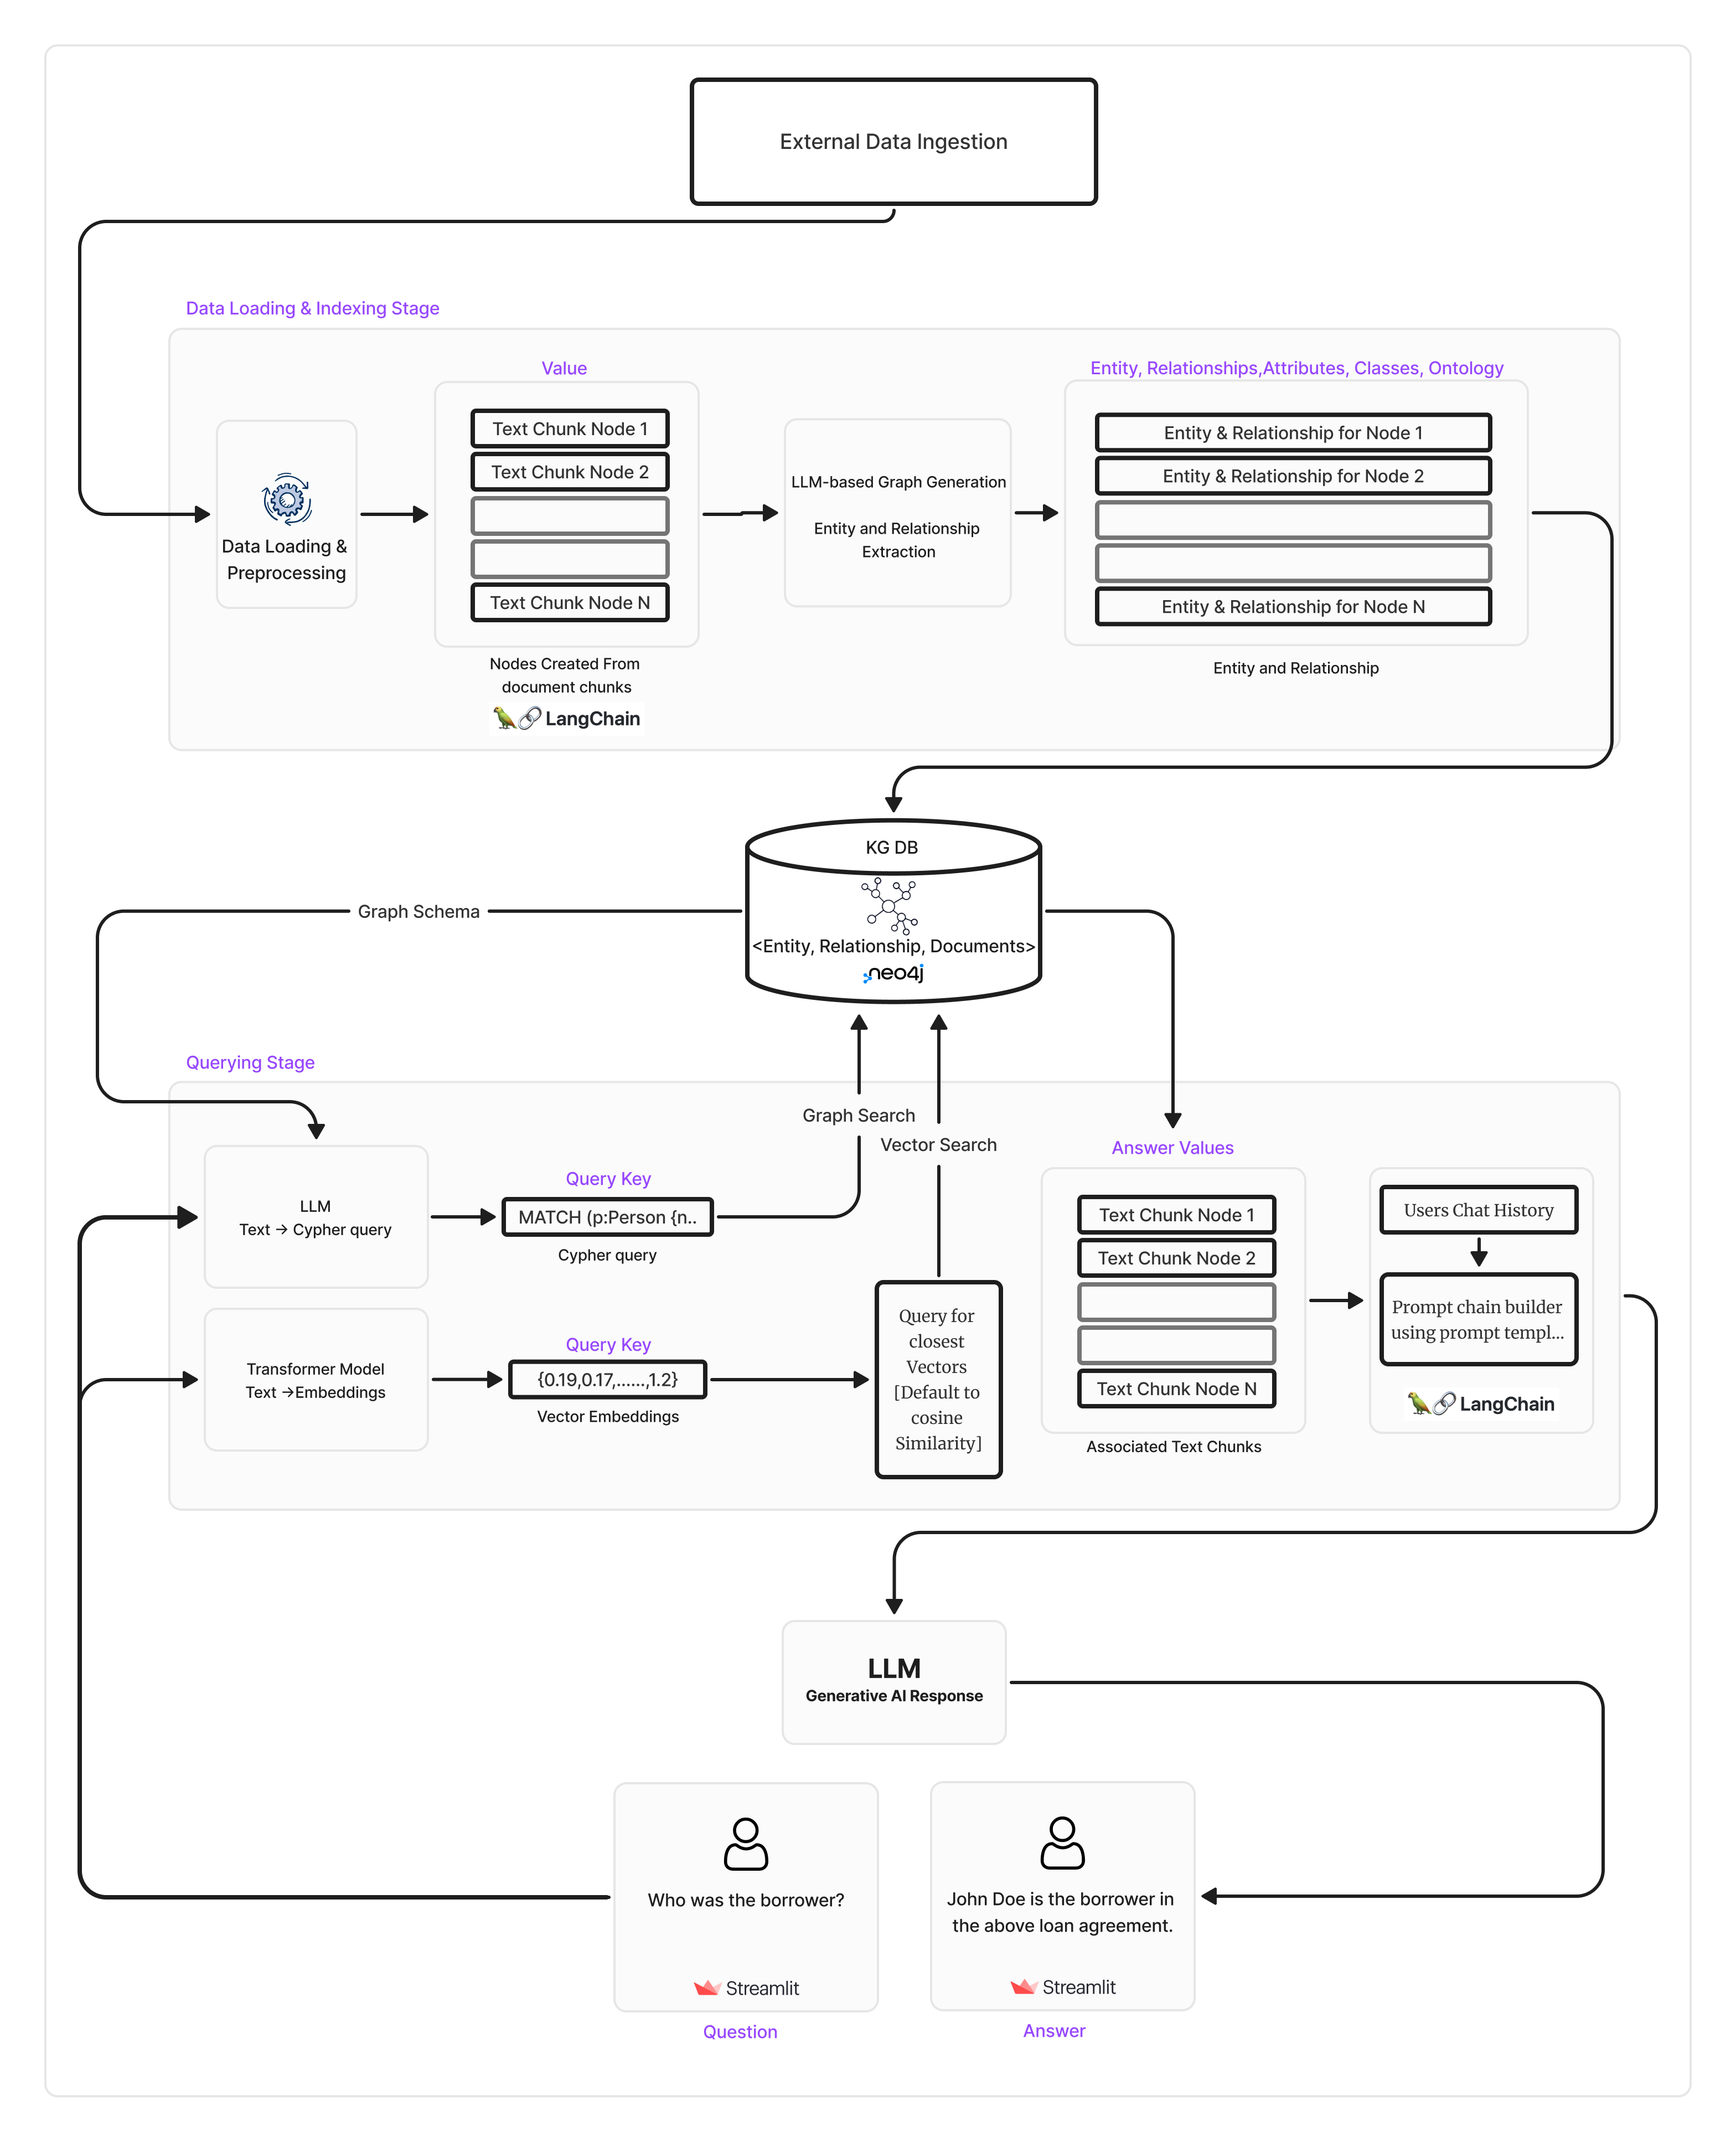 External Data Ingestion
Data Loading & Indexing Stage
Value
Entity, Relationships,Attributes, Classes, Ontology
Data Loading &
Preprocessing
Text Chunk Node 1
Text Chunk Node 2
Text Chunk Node N
Nodes Created From
document chunks
LangChain
LLM-based Graph Generation
Entity and Relationship
Extraction
Entity & Relationship for Node 1
Entity & Relationship for Node 2
Entity & Relationship for Node N
Entity and Relationship
KG DB
<Entity, Relationship, Documents>
neo4j
Graph Schema
Querying Stage
Graph Search
Vector Search
LLM
Text → Cypher query
Query Key
MATCH (p:Person {n..
Cypher query
Transformer Model
Text →Embeddings
Query Key
{0.19,0.17,......,1.2}
Vector Embeddings
Query for
closest
Vectors
[Default to
cosine
Similarity]
Answer Values
Text Chunk Node 1
Text Chunk Node 2
Text Chunk Node N
Associated Text Chunks
Users Chat History
Prompt chain builder
using prompt templ...
LangChain
LLM
Generative AI Response
Who was the borrower?
Streamlit
Question
John Doe is the borrower in
the above loan agreement.
Streamlit
Answer